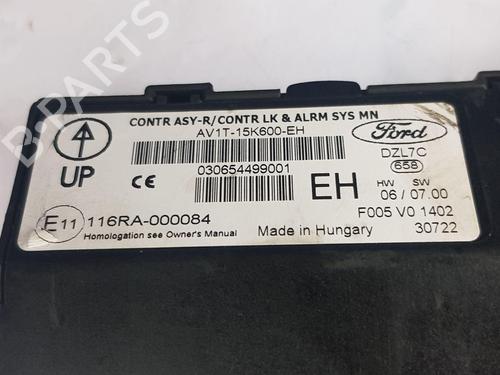 CONTR ASY-R/CONTR LK & ALRM SYS MN
AV1T-15K600-EH
Ford
DZL7C
658
UP
CE
030654499001
EH
HW SW
06 / 07.00
E11 116RA-000084
F005 V0 1402
Homologation see Owner's Manual
Made in Hungary
30722
B-PARTS